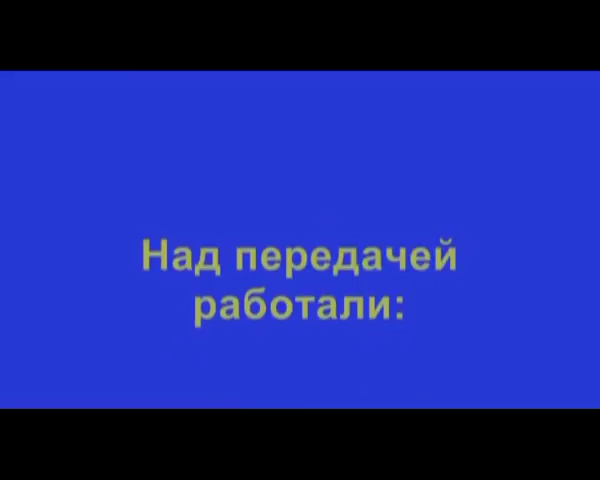 Над передачей
работали: